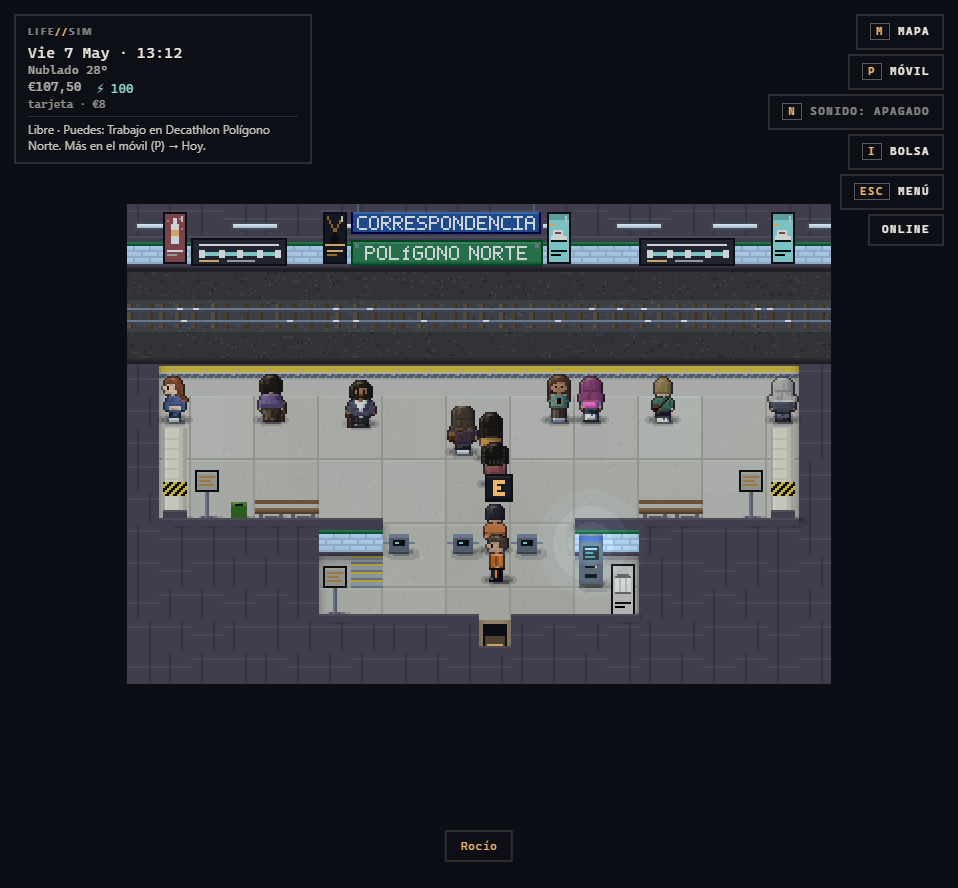 LIFE//SIM
Vie 7 May · 13:12
Nublado 28º
€107,50 ⚡ 100
tarjeta · €8
Libre · Puedes: Trabajo en Decathlon Polígono
Norte. Más en el móvil (P) → Hoy.
M MAPA
P MÓVIL
N SONIDO: APAGADO
I BOLSA
ESC MENÚ
ONLINE
CORRESPONDENCIA
POLíGONO NORTE
E
Rocío